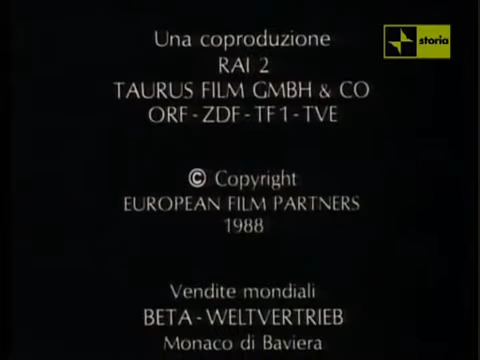 Una coproduzione
RAI 2
TAURUS FILM GMBH & CO
ORF - ZDF - TF1 - TVE
© Copyright
EUROPEAN FILM PARTNERS
1988
Vendite mondiali
BETA - WELTVERTRIEB
Monaco di Baviera
storia